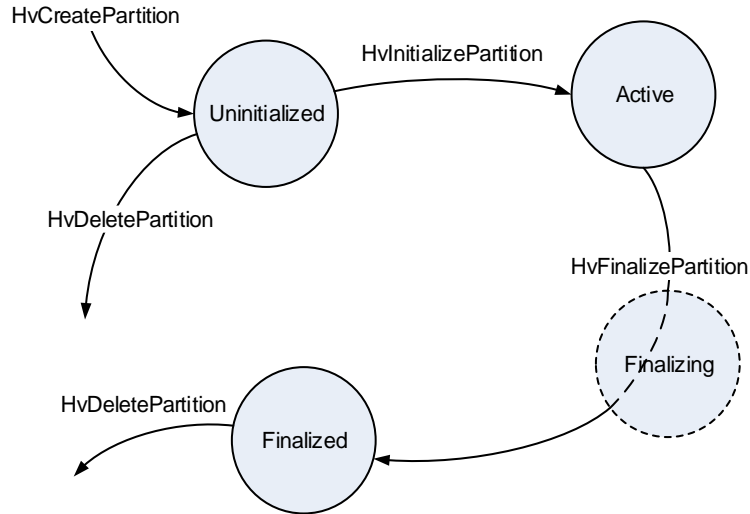 HvCreatePartition
HvInitializePartition
Uninitialized
Active
HvDeletePartition
HvFinalizePartition
Finalizing
HvDeletePartition
Finalized